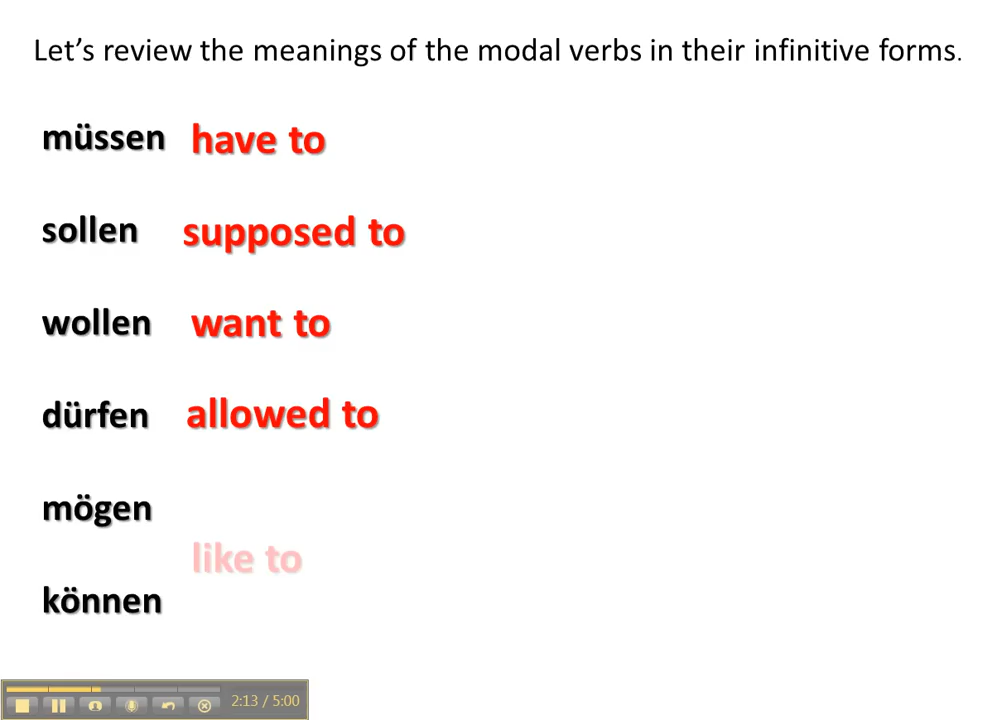 Let's review the meanings of the modal verbs in their infinitive forms.
müssen have to
sollen supposed to
wollen want to
dürfen allowed to
mögen
like to
können
2:13 / 5:00